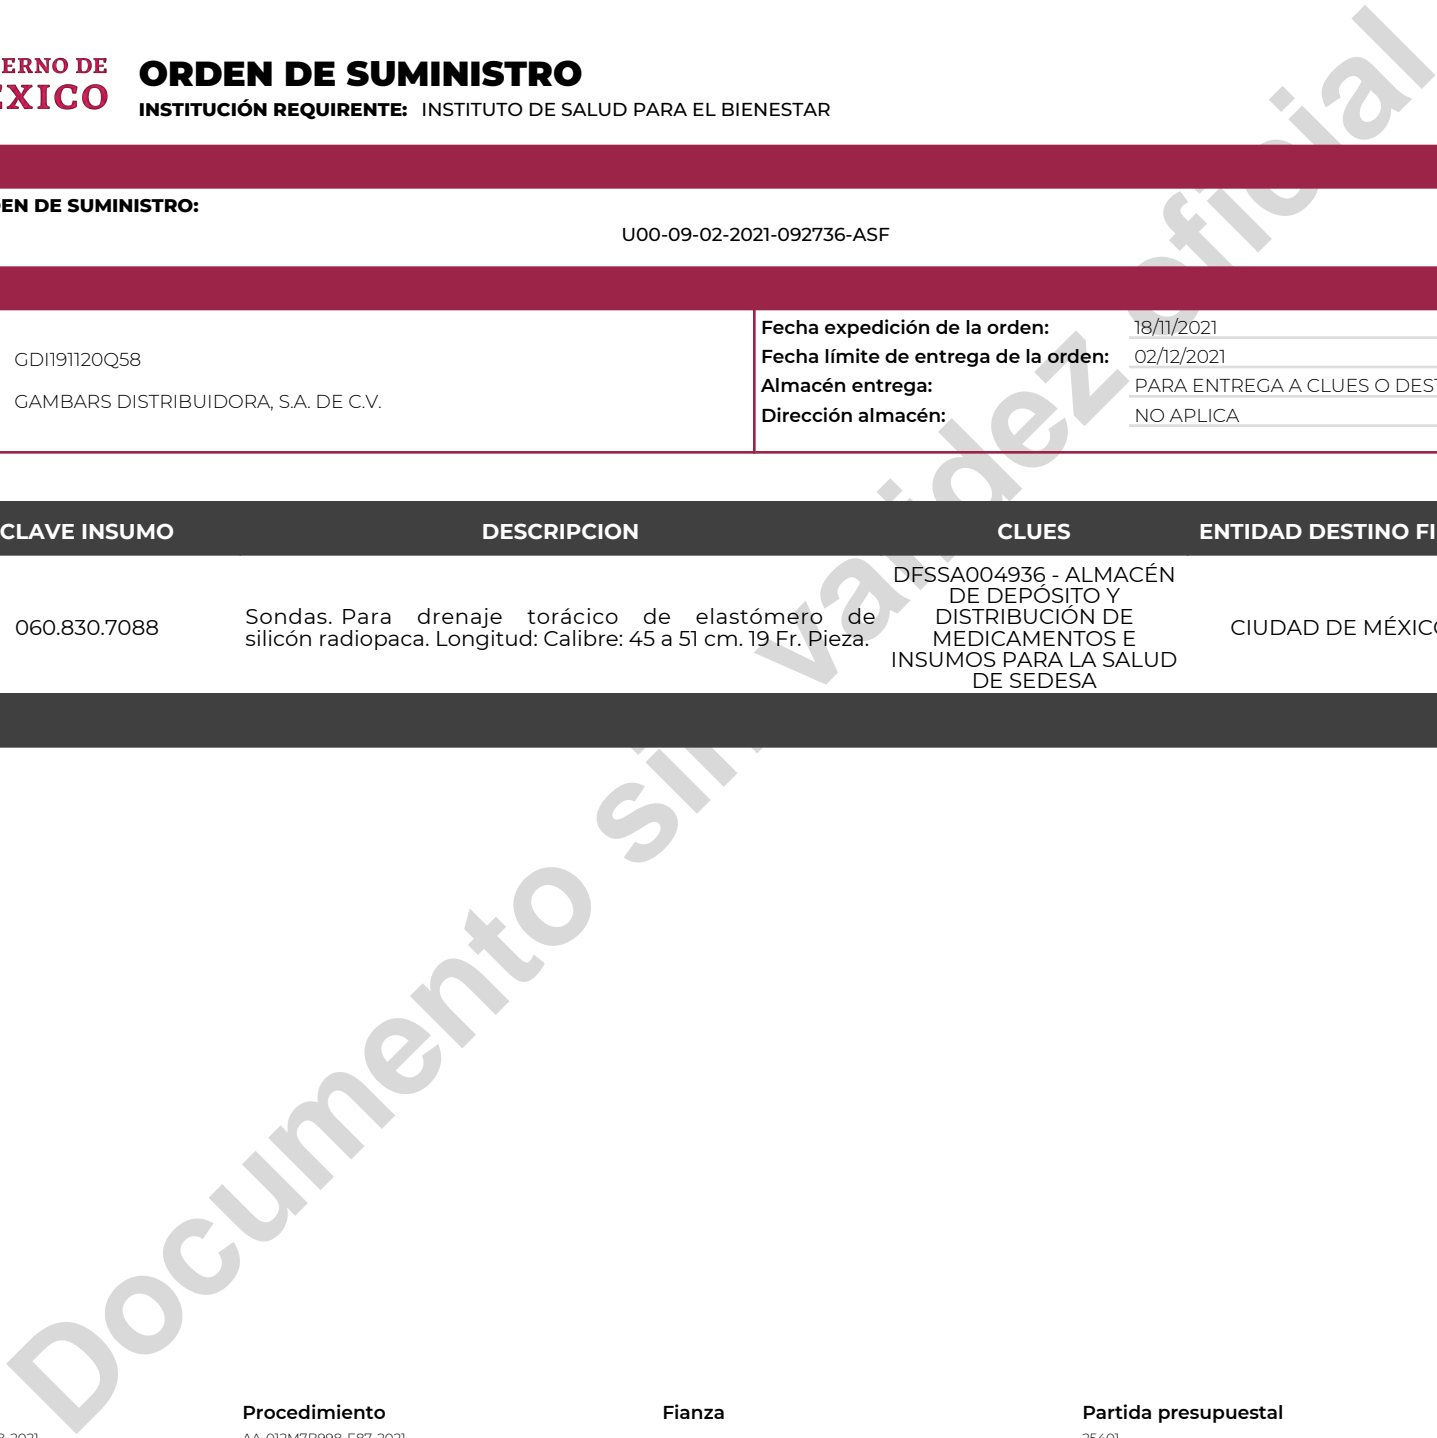 ERNO DE
ÉXICO
ORDEN DE SUMINISTRO
INSTITUCIÓN REQUIRENTE: INSTITUTO DE SALUD PARA EL BIENESTAR
EN DE SUMINISTRO:
U00-09-02-2021-092736-ASF
GDI191120Q58
GAMBARS DISTRIBUIDORA, S.A. DE C.V.
Fecha expedición de la orden: 18/11/2021
Fecha límite de entrega de la orden: 02/12/2021
Almacén entrega: PARA ENTREGA A CLUES O DEST
Dirección almacén: NO APLICA
CLAVE INSUMO DESCRIPCION CLUES ENTIDAD DESTINO FI
060.830.7088
Sondas. Para drenaje torácico de elastómero de
silicón radiopaca. Longitud: Calibre: 45 a 51 cm. 19 Fr. Pieza.
DFSSA004936 - ALMACÉN
DE DEPÓSITO Y
DISTRIBUCIÓN DE
MEDICAMENTOS E
INSUMOS PARA LA SALUD
DE SEDESA
CIUDAD DE MÉXICO
Documento sin validez oficial
Procedimiento Fianza Partida presupuestal